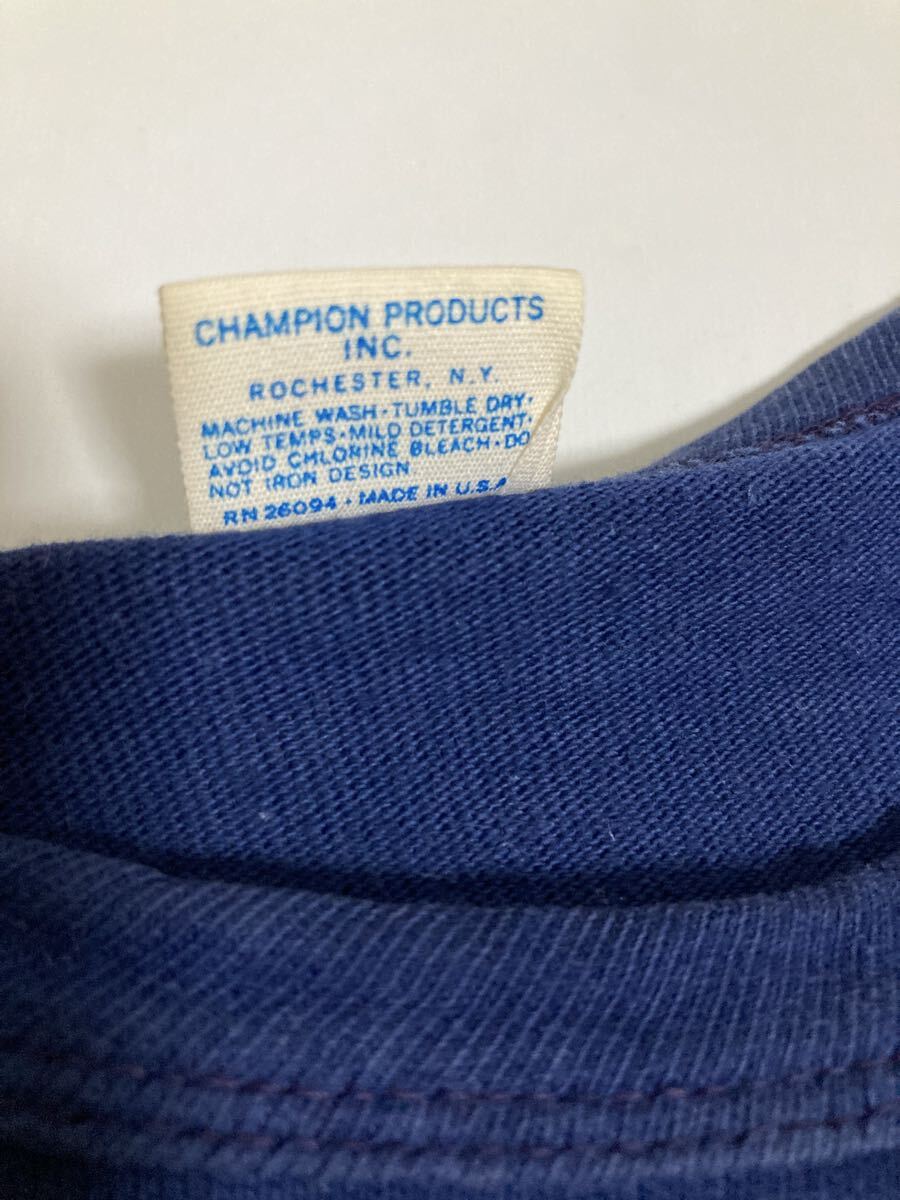 CHAMPION PRODUCTS
INC.
ROCHESTER, N.Y.
MACHINE WASH · TUMBLE DRY ·
LOW TEMPS · MILD DETERGENT ·
AVOID CHLORINE BLEACH · DO
NOT IRON DESIGN
RN 26094 · MADE IN U.S.A